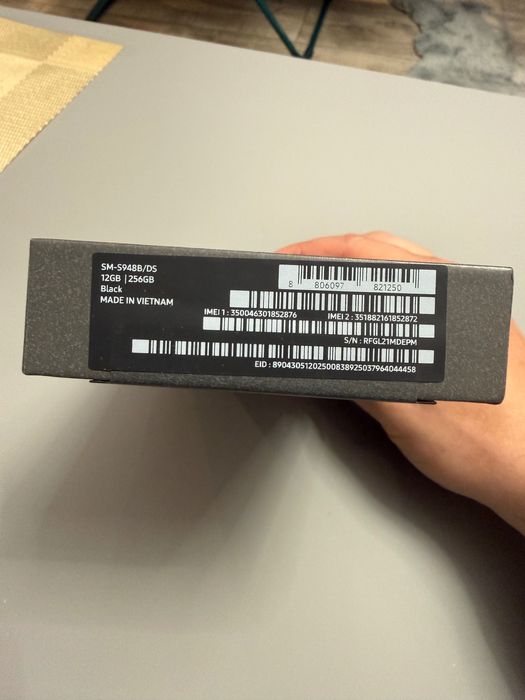 SM-S948B/DS
12GB | 256GB
Black
MADE IN VIETNAM
8 806097 821250
IMEI 1 : 350046301852876 IMEI 2 : 351882161852872
S/N : RFGL21MDEPM
EID : 89043051202500838925037964044458